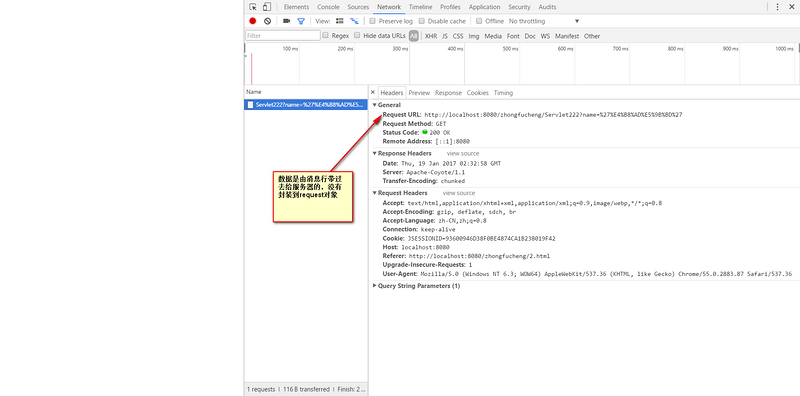 Elements Console Sources Network Timeline Profiles Application Security Audits
View: Preserve log Disable cache Offline No throttling
Filter Regex Hide data URLs All XHR JS CSS Img Media Font Doc WS Manifest Other
100 ms 200 ms 300 ms 400 ms 500 ms 600 ms 700 ms 800 ms 900 ms 1000 ms
Name
Servlet222?name=%27%E4%B8%AD%E5...
Headers Preview Response Cookies Timing
General
Request URL: http://localhost:8080/zhongfucheng/Servlet222?name=%27%E4%B8%AD%E5%9B%BD%27
Request Method: GET
Status Code: 200 OK
Remote Address: [::1]:8080
Response Headers view source
Date: Thu, 19 Jan 2017 02:32:58 GMT
Server: Apache-Coyote/1.1
Transfer-Encoding: chunked
Request Headers view source
Accept: text/html,application/xhtml+xml,application/xml;q=0.9,image/webp,*/*;q=0.8
Accept-Encoding: gzip, deflate, sdch, br
Accept-Language: zh-CN,zh;q=0.8
Connection: keep-alive
Cookie: JSESSIONID=93600946D38F0BE4874CA1B238019F42
Host: localhost:8080
Referer: http://localhost:8080/zhongfucheng/2.html
Upgrade-Insecure-Requests: 1
User-Agent: Mozilla/5.0 (Windows NT 6.3; WOW64) AppleWebKit/537.36 (KHTML, like Gecko) Chrome/55.0.2883.87 Safari/537.36
Query String Parameters (1)
数据是由消息行带过
去给服务器的，没有
封装到request对象
1 requests | 116 B transferred | Finish: 2 ...